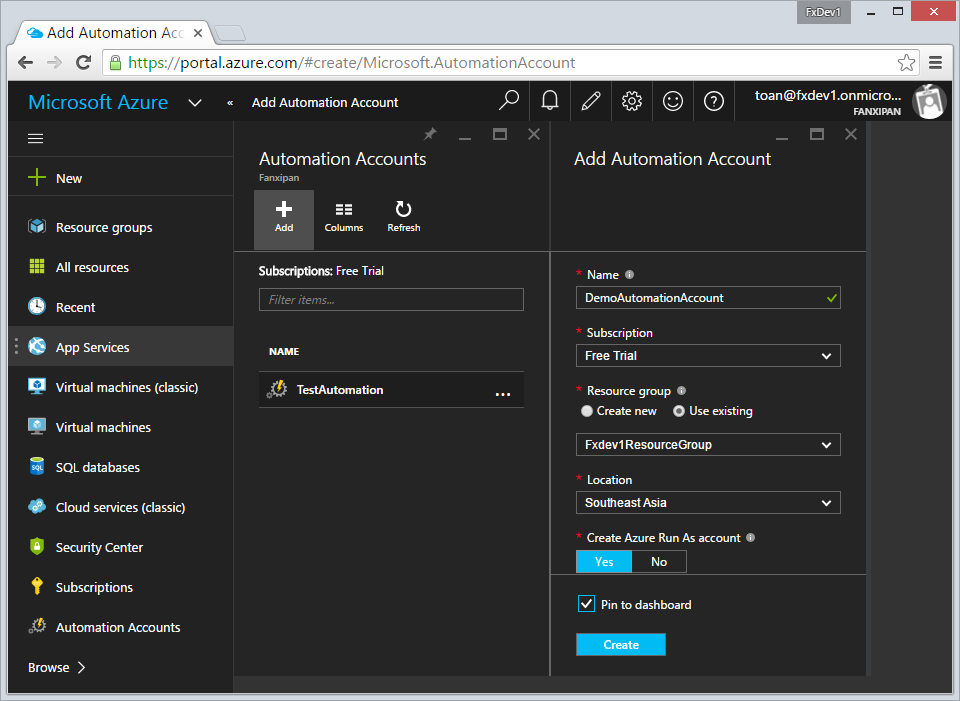 FxDev1
Add Automation Acc
https://portal.azure.com/#create/Microsoft.AutomationAccount
Microsoft Azure
« Add Automation Account
toan@fxdev1.onmicro...
FANXIPAN
New
Resource groups
All resources
Recent
App Services
Virtual machines (classic)
Virtual machines
SQL
SQL databases
Cloud services (classic)
Security Center
Subscriptions
Automation Accounts
Browse
Automation Accounts
Fanxipan
Add Columns Refresh
Subscriptions: Free Trial
Filter items...
NAME
TestAutomation ...
Add Automation Account
* Name
DemoAutomationAccount
* Subscription
Free Trial
* Resource group
Create new Use existing
Fxdev1ResourceGroup
* Location
Southeast Asia
* Create Azure Run As account
Yes No
Pin to dashboard
Create